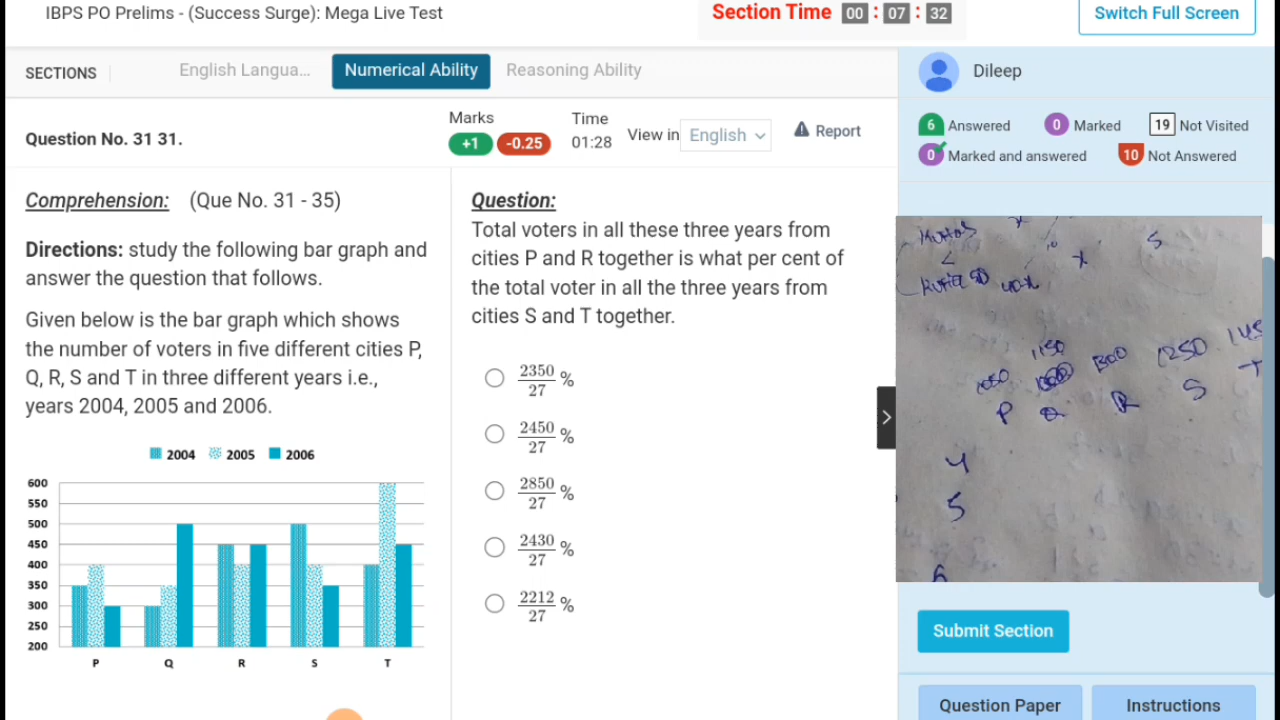 IBPS PO Prelims - (Success Surge): Mega Live Test
Section Time 00 : 07 : 32
Switch Full Screen
SECTIONS
English Langua...
Numerical Ability
Reasoning Ability
Dileep
6 Answered
0 Marked
19 Not Visited
0 Marked and answered
10 Not Answered
Question No. 31 31.
Marks
+1 -0.25
Time
01:28
View in English
Report
Comprehension: (Que No. 31 - 35)
Directions: study the following bar graph and
answer the question that follows.
Given below is the bar graph which shows
the number of voters in five different cities P,
Q, R, S and T in three different years i.e.,
years 2004, 2005 and 2006.
2004 2005 2006
600
550
500
450
400
350
300
250
200
P Q R S T
Question:
Total voters in all these three years from
cities P and R together is what per cent of
the total voter in all the three years from
cities S and T together.
2350/27 %
2450/27 %
2850/27 %
2430/27 %
2212/27 %
x
S
x
40-x
1050 1150 1300 1250 145
P Q R S T
4
5
6
Submit Section
Question Paper
Instructions